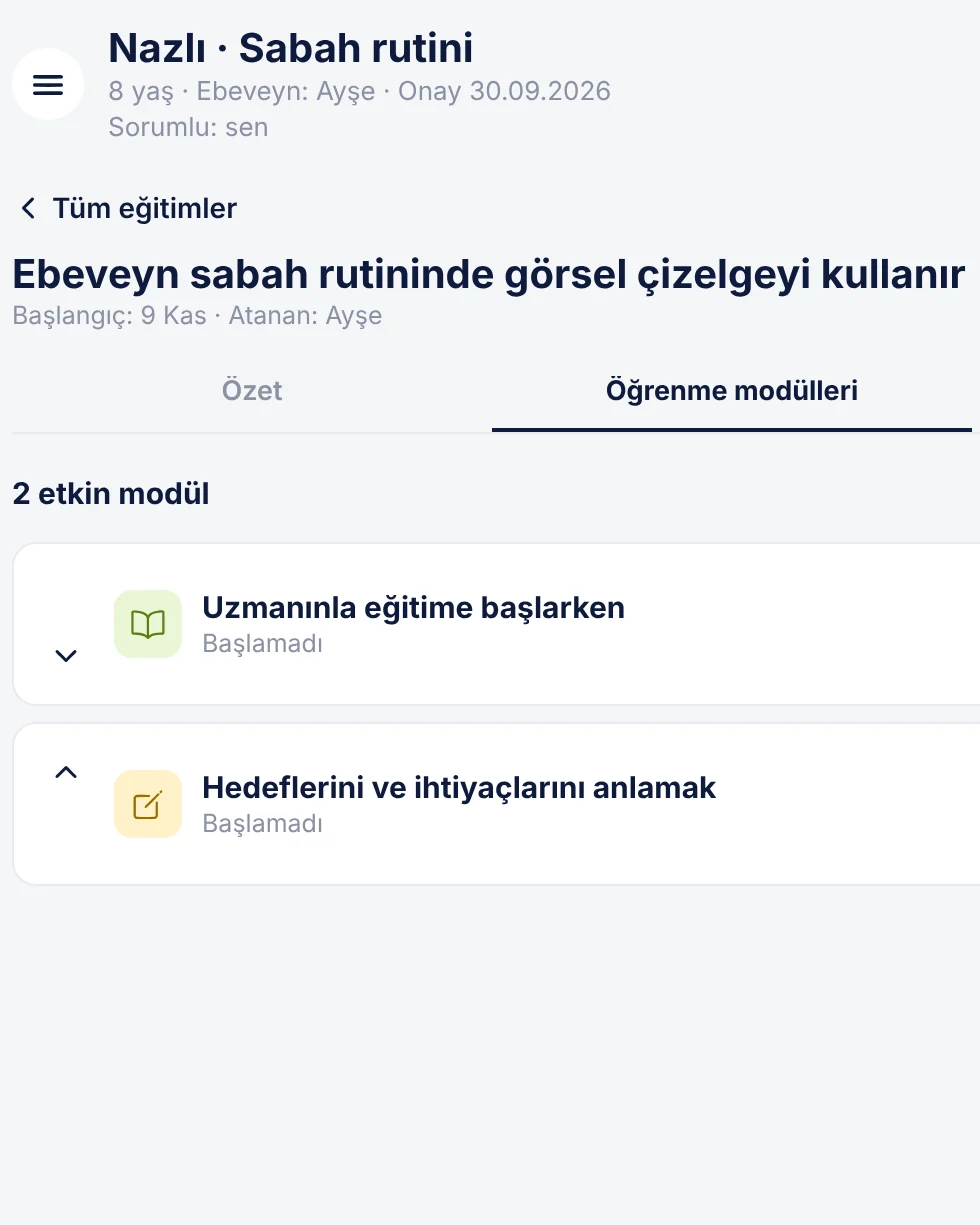 Nazlı · Sabah rutini
8 yaş · Ebeveyn: Ayşe · Onay 30.09.2026
Sorumlu: sen
Tüm eğitimler
Ebeveyn sabah rutininde görsel çizelgeyi kullanır
Başlangıç: 9 Kas · Atanan: Ayşe
Özet
Öğrenme modülleri
2 etkin modül
Uzmanınla eğitime başlarken
Başlamadı
Hedeflerini ve ihtiyaçlarını anlamak
Başlamadı